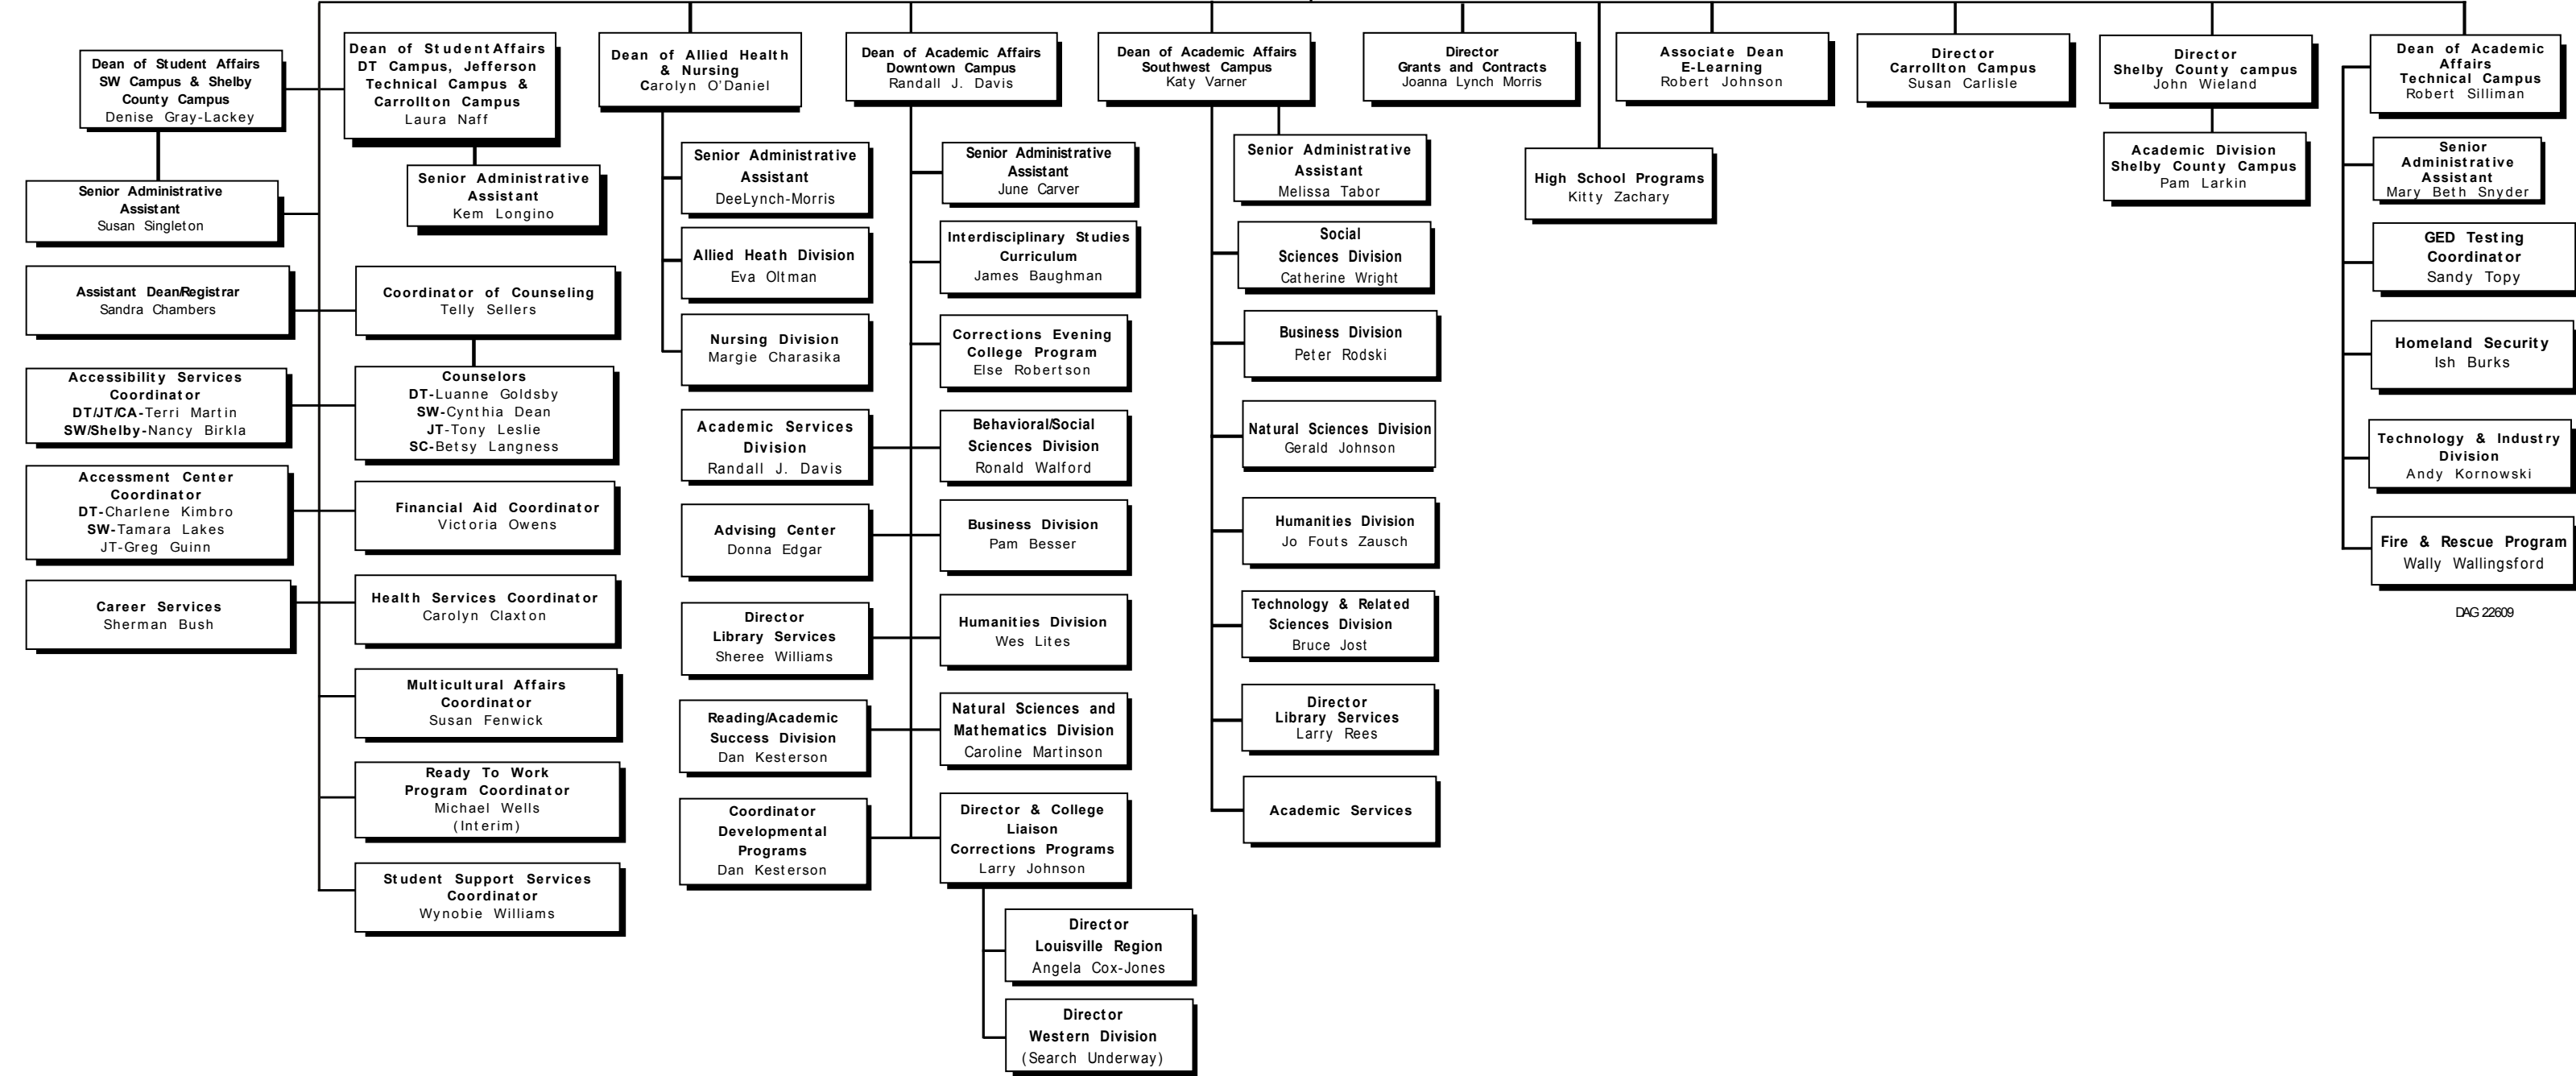 Dean of Student Affairs
SW Campus & Shelby
County Campus
Denise Gray-Lackey
Dean of Student Affairs
DT Campus, Jefferson
Technical Campus &
Carrollton Campus
Laura Naff
Dean of Allied Health
& Nursing
Carolyn O'Daniel
Dean of Academic Affairs
Downtown Campus
Randall J. Davis
Dean of Academic Affairs
Southwest Campus
Katy Varner
Director
Grants and Contracts
Joanna Lynch Morris
Associate Dean
E-Learning
Robert Johnson
Director
Carrollton Campus
Susan Carlisle
Director
Shelby County campus
John Wieland
Dean of Academic
Affairs
Technical Campus
Robert Silliman
Senior Administrative
Assistant
Susan Singleton
Senior Administrative
Assistant
Kem Longino
Assistant Dean/Registrar
Sandra Chambers
Coordinator of Counseling
Telly Sellers
Accessibility Services
Coordinator
DT/JT/CA-Terri Martin
SW/Shelby-Nancy Birkla
Counselors
DT-Luanne Goldsby
SW-Cynthia Dean
JT-Tony Leslie
SC-Betsy Langness
Accessment Center
Coordinator
DT-Charlene Kimbro
SW-Tamara Lakes
JT-Greg Guinn
Financial Aid Coordinator
Victoria Owens
Career Services
Sherman Bush
Health Services Coordinator
Carolyn Claxton
Multicultural Affairs
Coordinator
Susan Fenwick
Ready To Work
Program Coordinator
Michael Wells
(Interim)
Student Support Services
Coordinator
Wynobie Williams
Senior Administrative
Assistant
DeeLynch-Morris
Allied Heath Division
Eva Oltman
Nursing Division
Margie Charasika
Academic Services
Division
Randall J. Davis
Advising Center
Donna Edgar
Director
Library Services
Sheree Williams
Reading/Academic
Success Division
Dan Kesterson
Coordinator
Developmental
Programs
Dan Kesterson
Senior Administrative
Assistant
June Carver
Interdisciplinary Studies
Curriculum
James Baughman
Corrections Evening
College Program
Else Robertson
Behavioral/Social
Sciences Division
Ronald Walford
Business Division
Pam Besser
Humanities Division
Wes Lites
Natural Sciences and
Mathematics Division
Caroline Martinson
Director & College
Liaison
Corrections Programs
Larry Johnson
Director
Louisville Region
Angela Cox-Jones
Director
Western Division
(Search Underway)
Senior Administrative
Assistant
Melissa Tabor
Social
Sciences Division
Catherine Wright
Business Division
Peter Rodski
Natural Sciences Division
Gerald Johnson
Humanities Division
Jo Fouts Zausch
Technology & Related
Sciences Division
Bruce Jost
Director
Library Services
Larry Rees
Academic Services
High School Programs
Kitty Zachary
Academic Division
Shelby County Campus
Pam Larkin
Senior
Administrative
Assistant
Mary Beth Snyder
GED Testing
Coordinator
Sandy Topy
Homeland Security
Ish Burks
Technology & Industry
Division
Andy Kornowski
Fire & Rescue Program
Wally Wallingsford
DAG 22609